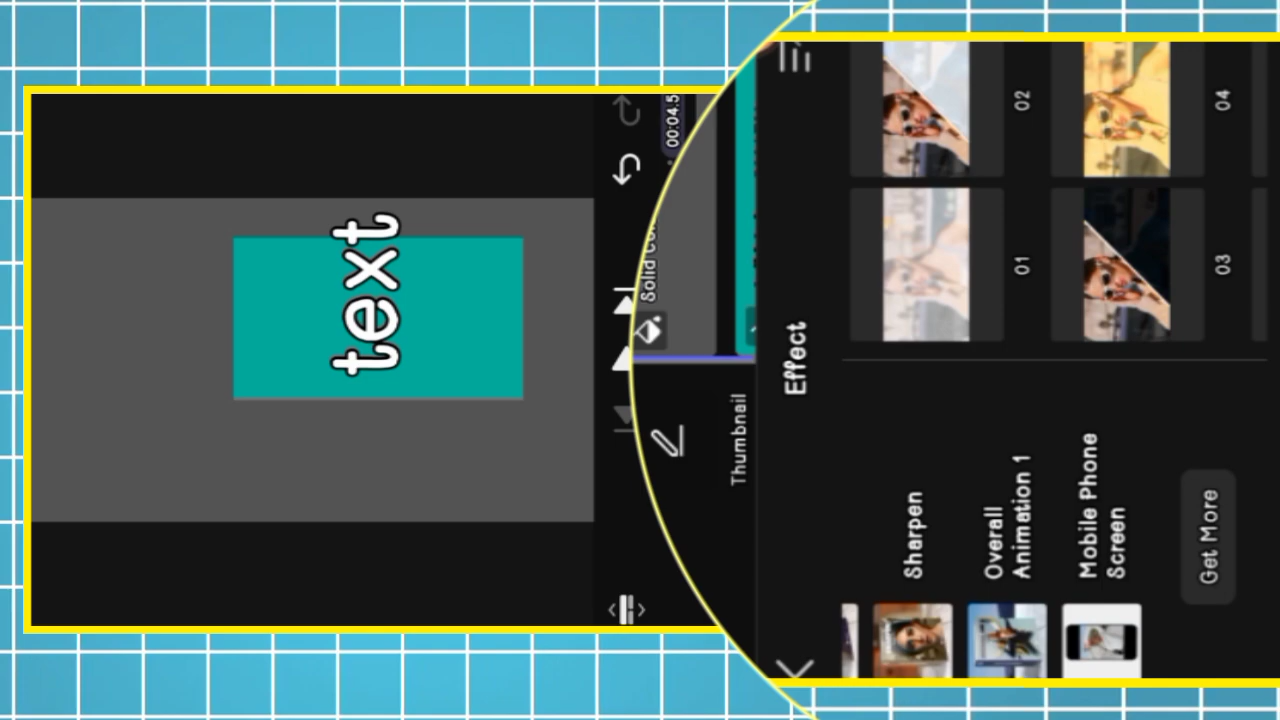 text
00:04.5
Solid Co
Thumbnail
Effect
02
04
01
03
Sharpen
Overall
Animation 1
Mobile Phone
Screen
Get More